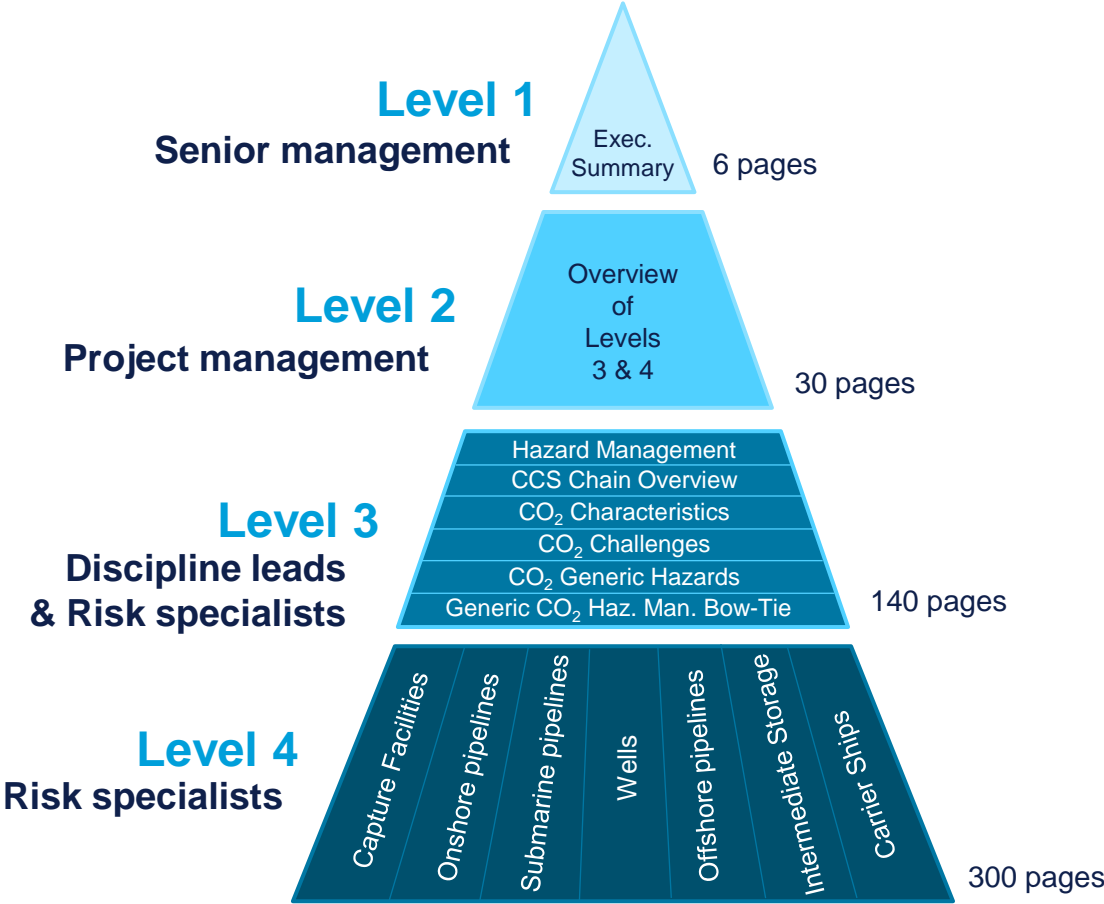 Level 1
Senior management
Exec.
Summary
6 pages
Level 2
Project management
Overview
of
Levels
3 & 4
30 pages
Level 3
Discipline leads
& Risk specialists
Hazard Management
CCS Chain Overview
CO₂ Characteristics
CO₂ Challenges
CO₂ Generic Hazards
Generic CO₂ Haz. Man. Bow-Tie
140 pages
Level 4
Risk specialists
Capture Facilities
Onshore pipelines
Submarine pipelines
Wells
Offshore pipelines
Intermediate Storage
Carrier Ships
300 pages